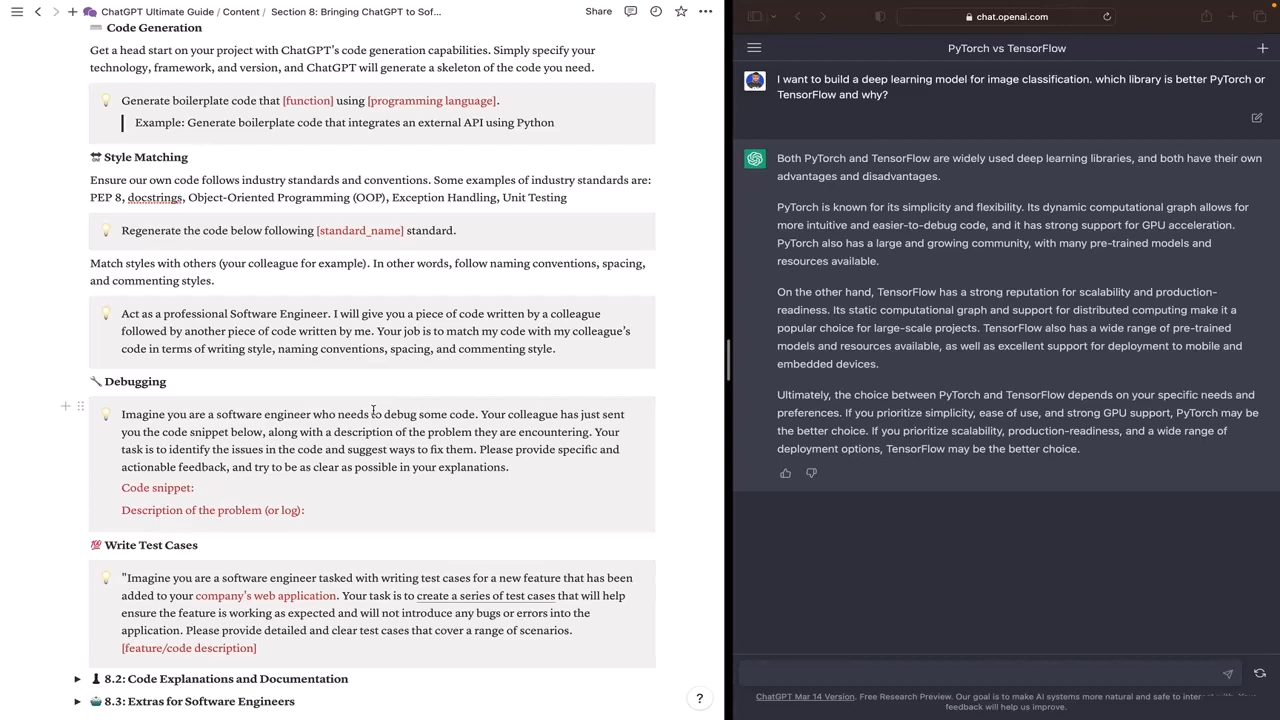 ChatGPT Ultimate Guide / Content / Section 8: Bringing ChatGPT to Sof...
Share
Code Generation
Get a head start on your project with ChatGPT's code generation capabilities. Simply specify your
technology, framework, and version, and ChatGPT will generate a skeleton of the code you need.
Generate boilerplate code that [function] using [programming language].
Example: Generate boilerplate code that integrates an external API using Python
Style Matching
Ensure our own code follows industry standards and conventions. Some examples of industry standards are:
PEP 8, docstrings, Object-Oriented Programming (OOP), Exception Handling, Unit Testing
Regenerate the code below following [standard_name] standard.
Match styles with others (your colleague for example). In other words, follow naming conventions, spacing,
and commenting styles.
Act as a professional Software Engineer. I will give you a piece of code written by a colleague
followed by another piece of code written by me. Your job is to match my code with my colleague's
code in terms of writing style, naming conventions, spacing, and commenting style.
Debugging
Imagine you are a software engineer who needs to debug some code. Your colleague has just sent
you the code snippet below, along with a description of the problem they are encountering. Your
task is to identify the issues in the code and suggest ways to fix them. Please provide specific and
actionable feedback, and try to be as clear as possible in your explanations.
Code snippet:
Description of the problem (or log):
Write Test Cases
"Imagine you are a software engineer tasked with writing test cases for a new feature that has been
added to your company's web application. Your task is to create a series of test cases that will help
ensure the feature is working as expected and will not introduce any bugs or errors into the
application. Please provide detailed and clear test cases that cover a range of scenarios.
[feature/code description]
8.2: Code Explanations and Documentation
8.3: Extras for Software Engineers
?
chat.openai.com
PyTorch vs TensorFlow
I want to build a deep learning model for image classification. which library is better PyTorch or
TensorFlow and why?
Both PyTorch and TensorFlow are widely used deep learning libraries, and both have their own
advantages and disadvantages.
PyTorch is known for its simplicity and flexibility. Its dynamic computational graph allows for
more intuitive and easier-to-debug code, and it has strong support for GPU acceleration.
PyTorch also has a large and growing community, with many pre-trained models and
resources available.
On the other hand, TensorFlow has a strong reputation for scalability and production-
readiness. Its static computational graph and support for distributed computing make it a
popular choice for large-scale projects. TensorFlow also has a wide range of pre-trained
models and resources available, as well as excellent support for deployment to mobile and
embedded devices.
Ultimately, the choice between PyTorch and TensorFlow depends on your specific needs and
preferences. If you prioritize simplicity, ease of use, and strong GPU support, PyTorch may be
the better choice. If you prioritize scalability, production-readiness, and a wide range of
deployment options, TensorFlow may be the better choice.
ChatGPT Mar 14 Version. Free Research Preview. Our goal is to make AI systems more natural and safe to
feedback will help us improve.